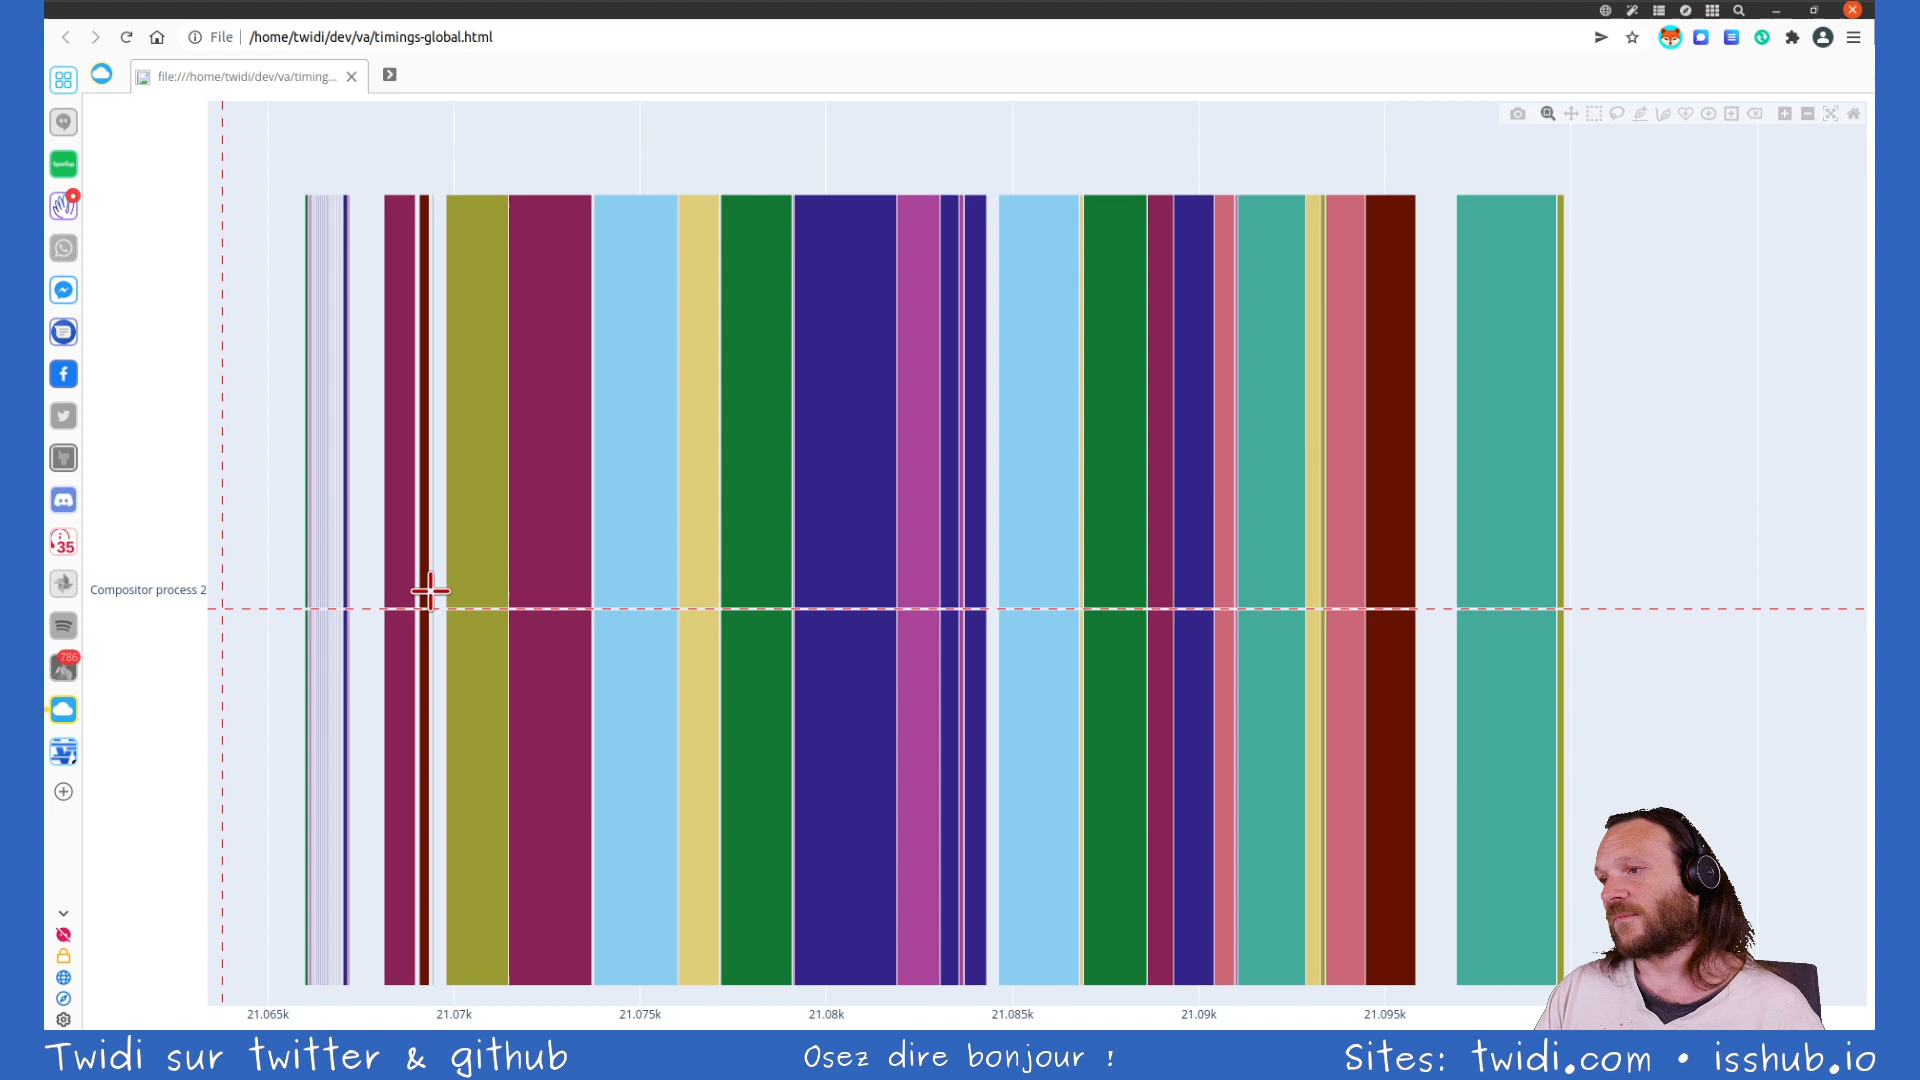 File | /home/twidi/dev/va/timings-global.html
file:///home/twidi/dev/va/timing...
35
786
Compositor process 2
21.065k 21.07k 21.075k 21.08k 21.085k 21.09k 21.095k
Twidi sur twitter & github
Osez dire bonjour !
Sites: twidi.com • isshub.io